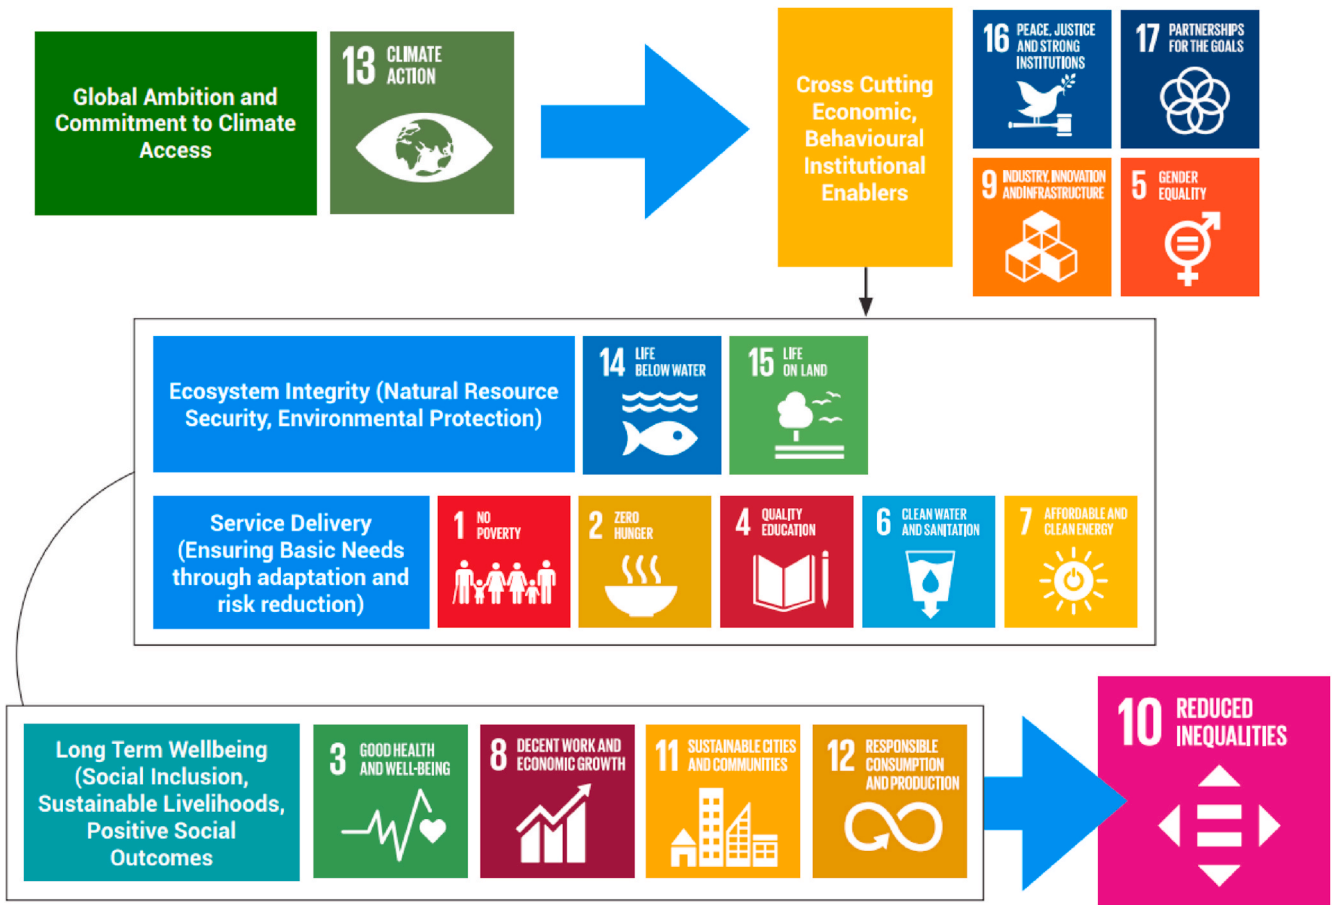 Global Ambition and
Commitment to Climate
Access
13 CLIMATE
ACTION
Cross Cutting
Economic,
Behavioural
Institutional
Enablers
16 PEACE, JUSTICE
AND STRONG
INSTITUTIONS
17 PARTNERSHIPS
FOR THE GOALS
9 INDUSTRY, INNOVATION
AND INFRASTRUCTURE
5 GENDER
EQUALITY
Ecosystem Integrity (Natural Resource
Security, Environmental Protection)
14 LIFE
BELOW WATER
15 LIFE
ON LAND
Service Delivery
(Ensuring Basic Needs
through adaptation and
risk reduction)
1 NO
POVERTY
2 ZERO
HUNGER
4 QUALITY
EDUCATION
6 CLEAN WATER
AND SANITATION
7 AFFORDABLE AND
CLEAN ENERGY
Long Term Wellbeing
(Social Inclusion,
Sustainable Livelihoods,
Positive Social
Outcomes
3 GOOD HEALTH
AND WELL-BEING
8 DECENT WORK AND
ECONOMIC GROWTH
11 SUSTAINABLE CITIES
AND COMMUNITIES
12 RESPONSIBLE
CONSUMPTION
AND PRODUCTION
10 REDUCED
INEQUALITIES